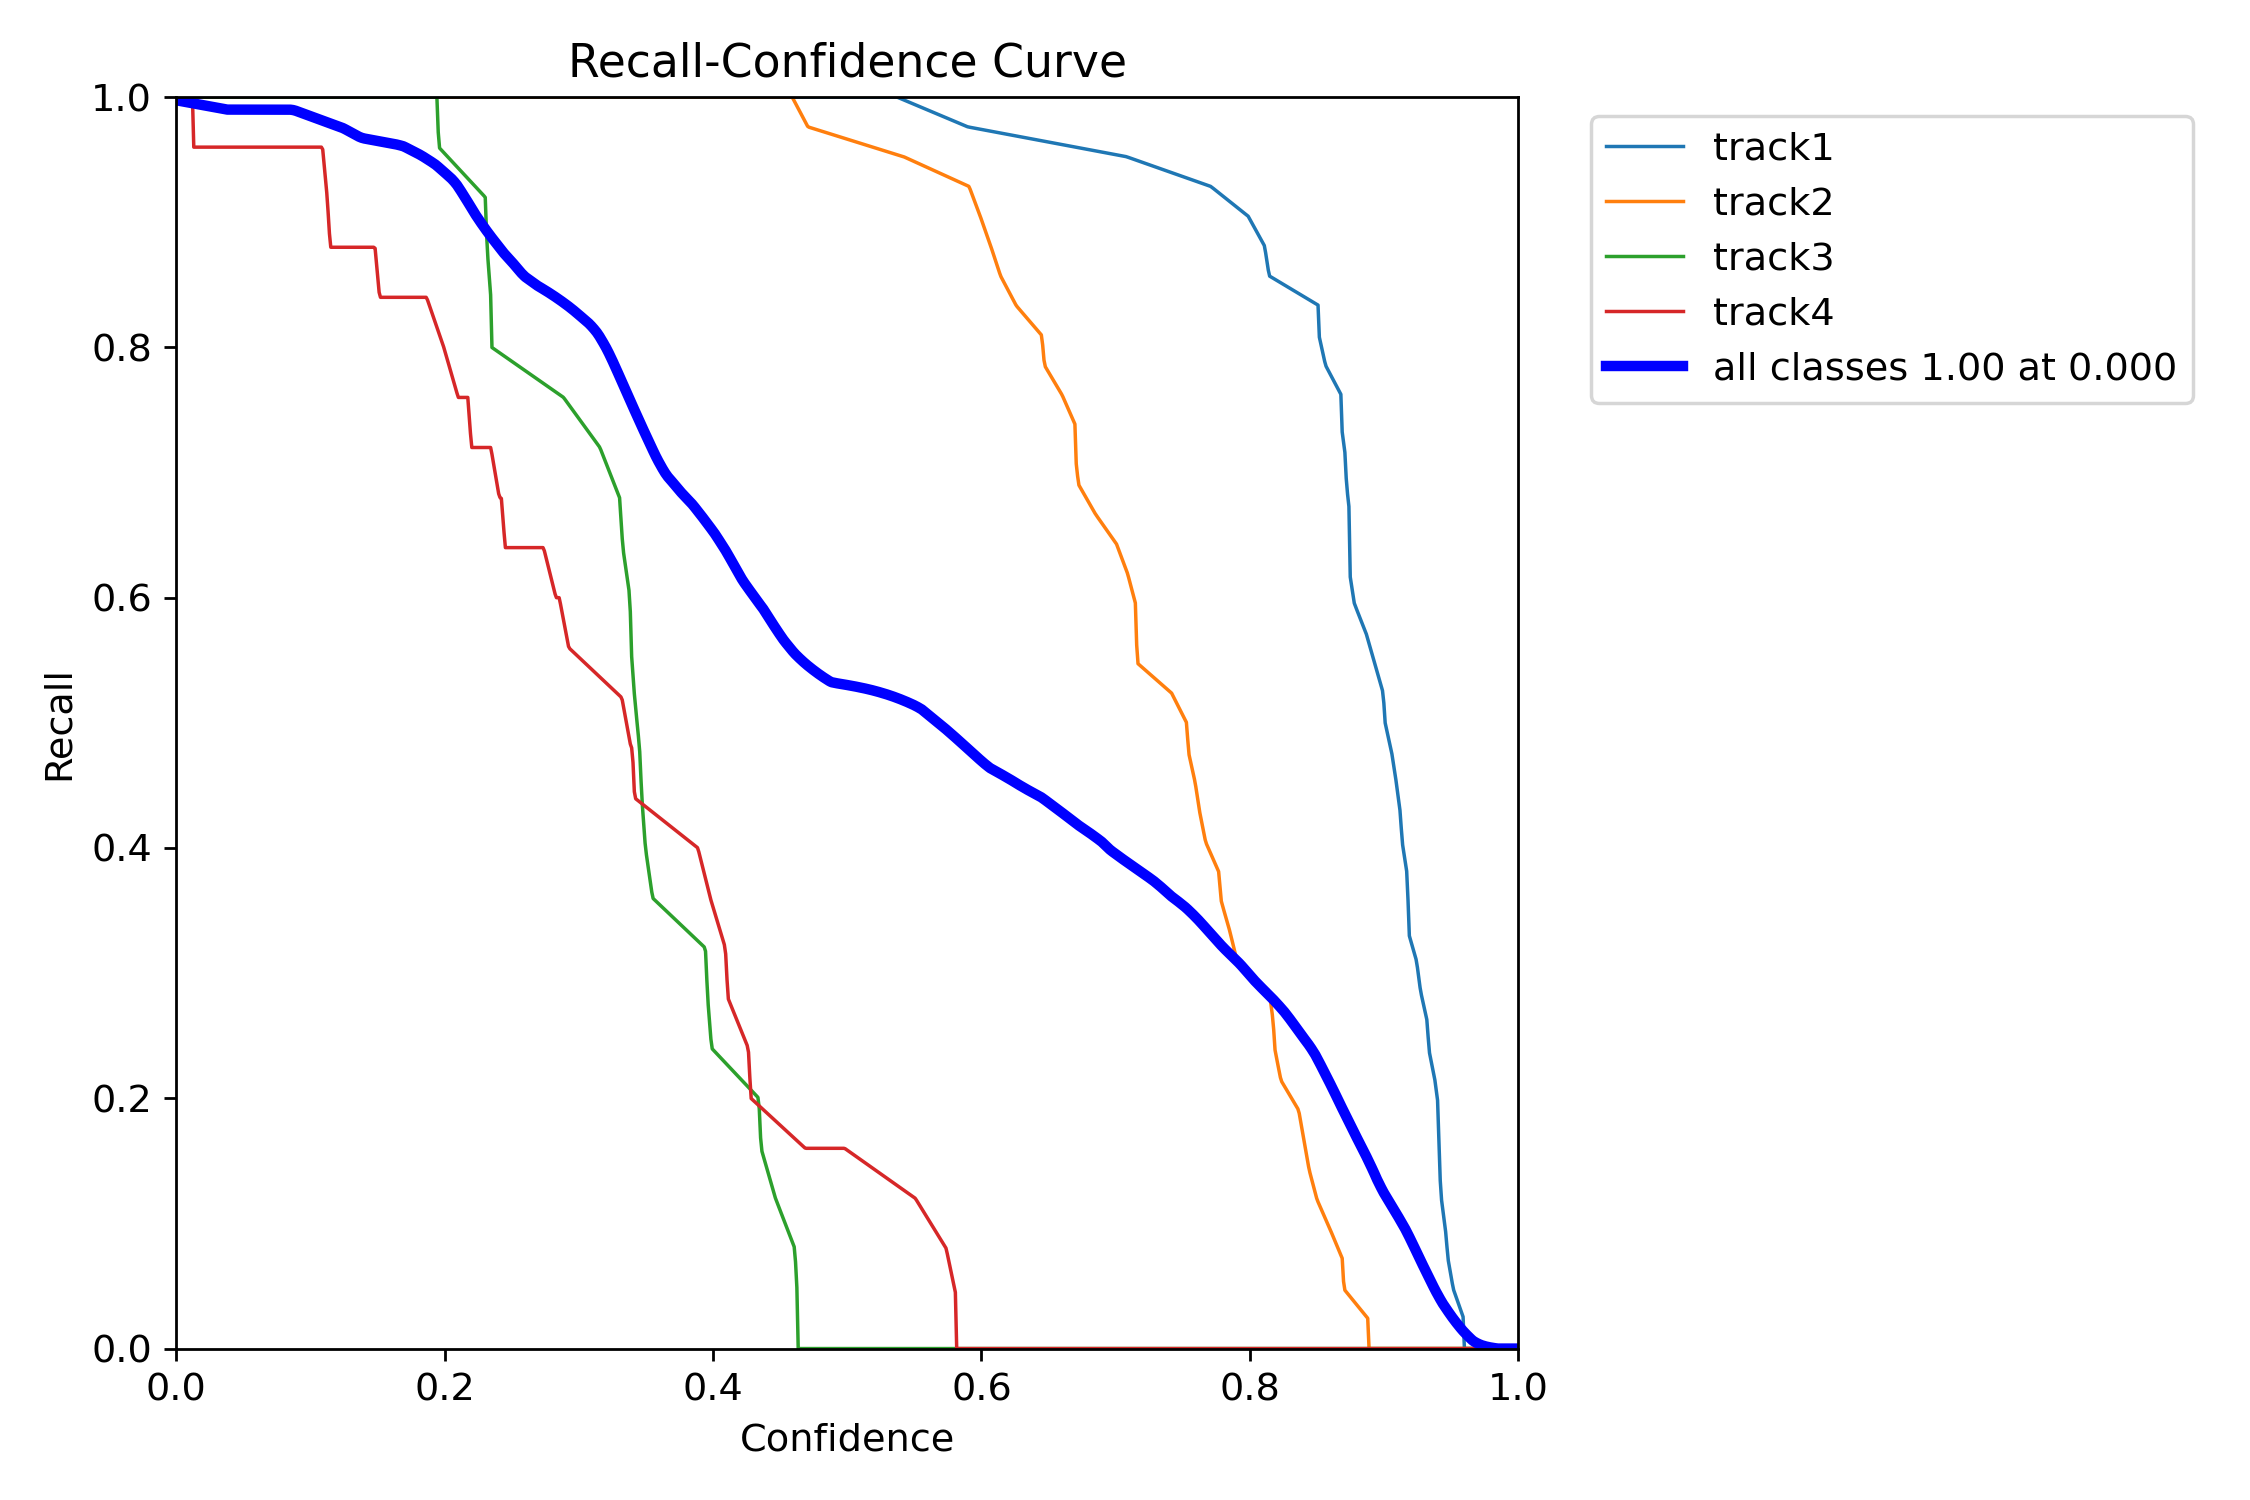 Recall-Confidence Curve
1.0
0.8
0.6
0.4
0.2
0.0
Recall
0.0 0.2 0.4 0.6 0.8 1.0
Confidence
track1
track2
track3
track4
all classes 1.00 at 0.000